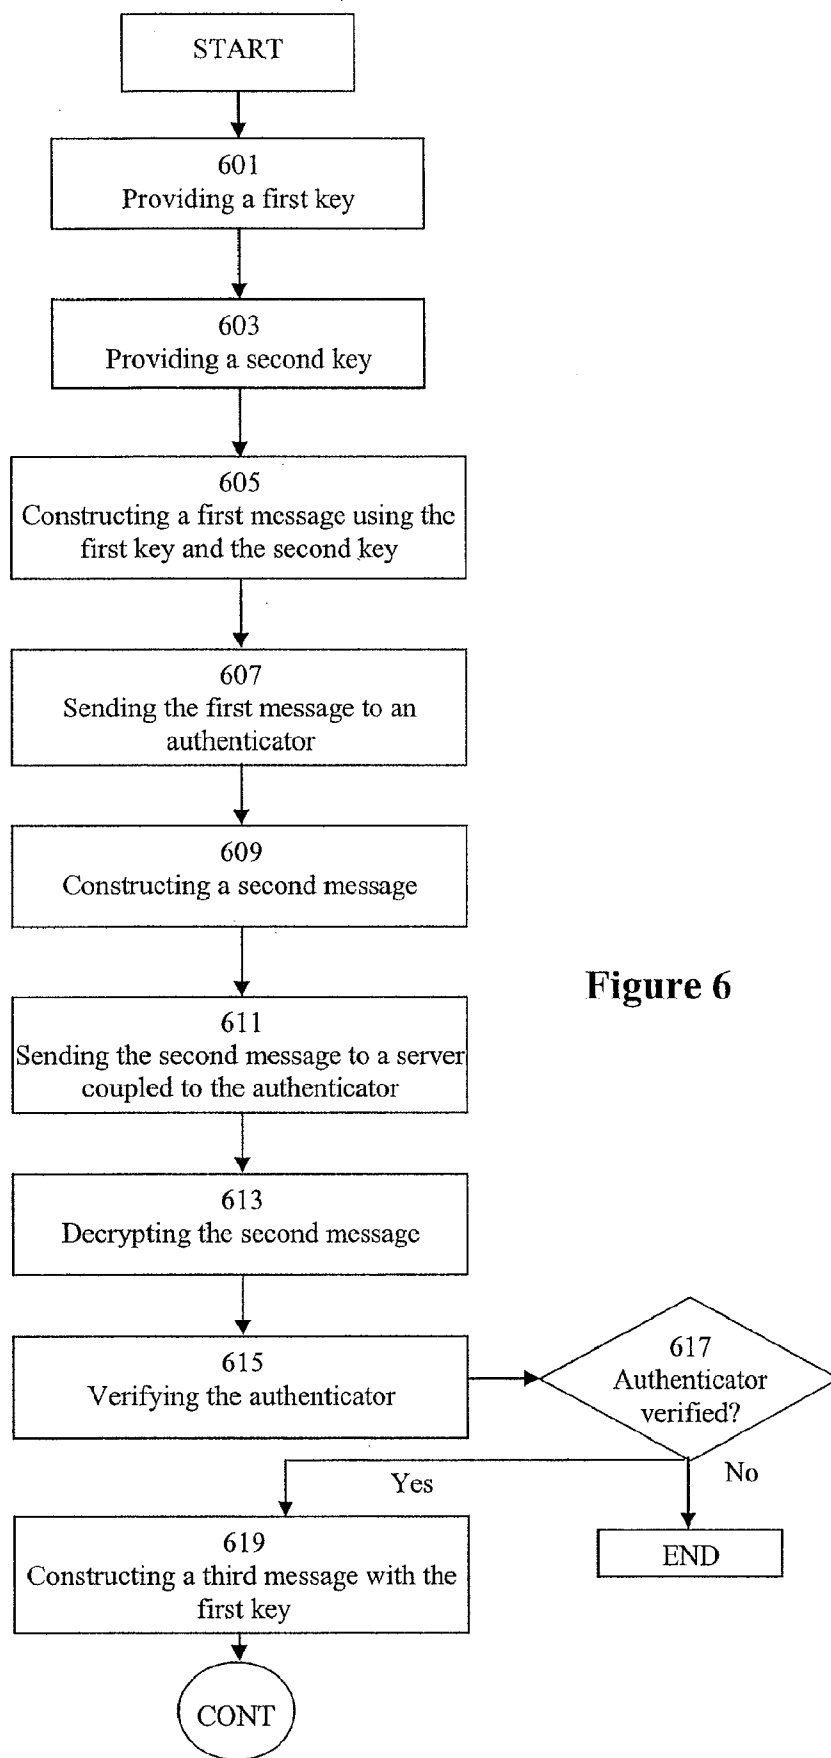 START
601
Providing a first key
603
Providing a second key
605
Constructing a first message using the
first key and the second key
607
Sending the first message to an
authenticator
609
Constructing a second message
Figure 6
611
Sending the second message to a server
coupled to the authenticator
613
Decrypting the second message
615
Verifying the authenticator
617
Authenticator
verified?
Yes
No
619
Constructing a third message with the
first key
END
CONT